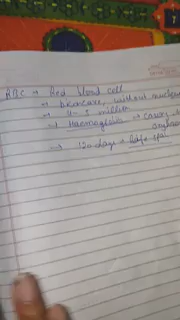 RBC → Red blood cell
→ biconcave, without nucleus
→ 4-5 million
→ Haemoglobin → carry
→ 120 days = life span